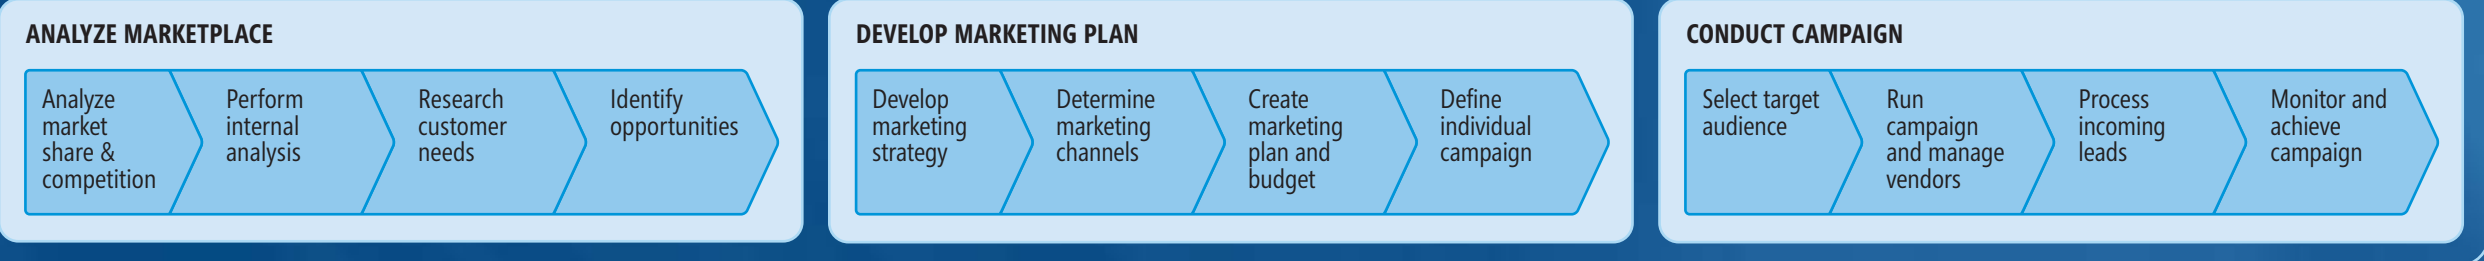 ANALYZE MARKETPLACE
Analyze
market
share &
competition
Perform
internal
analysis
Research
customer
needs
Identify
opportunities
DEVELOP MARKETING PLAN
Develop
marketing
strategy
Determine
marketing
channels
Create
marketing
plan and
budget
Define
individual
campaign
CONDUCT CAMPAIGN
Select target
audience
Run
campaign
and manage
vendors
Process
incoming
leads
Monitor and
achieve
campaign